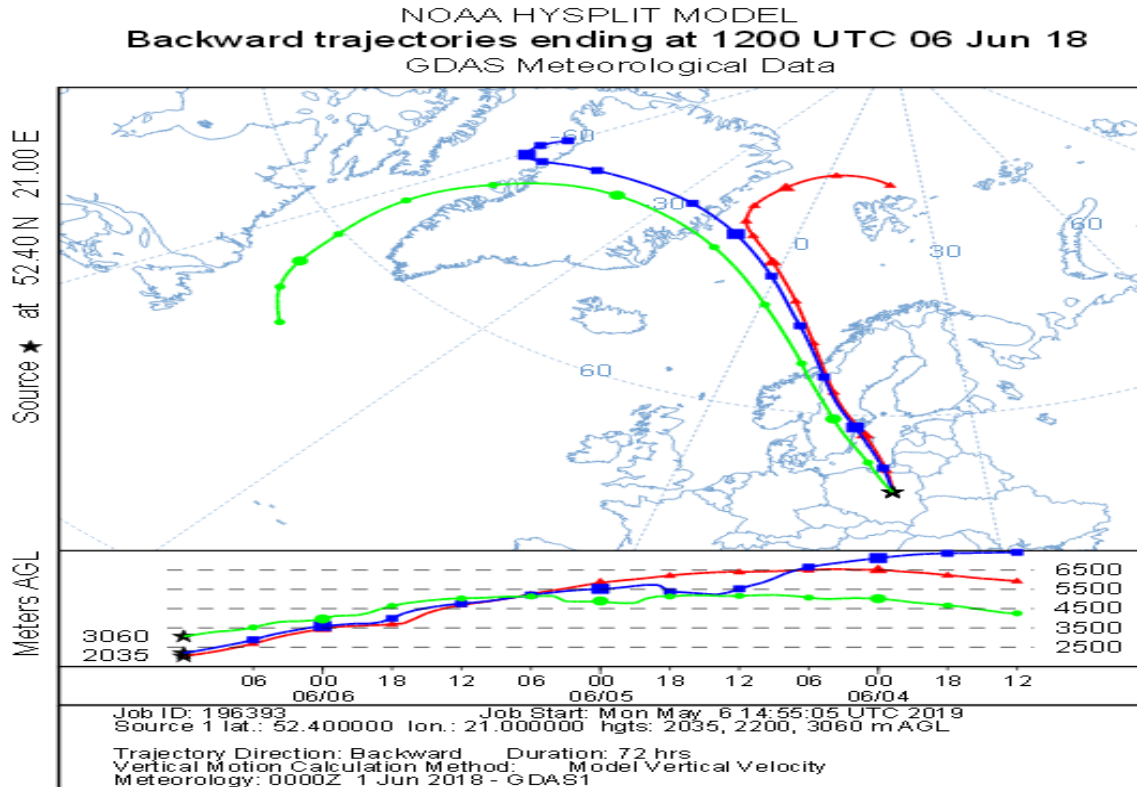 NOAA HYSPLIT MODEL
Backward trajectories ending at 1200 UTC 06 Jun 18
GDAS Meteorological Data
Source ★ at 52.40 N 21.00 E
-60
-30
0
30
60
60
Meters AGL
3060
2035
6500
5500
4500
3500
2500
06 00 18 12 06 00 18 12 06 00 18 12
06/06 06/05 06/04
Job ID: 196393 Job Start: Mon May 6 14:55:05 UTC 2019
Source 1 lat.: 52.400000 lon.: 21.000000 hgts: 2035, 2200, 3060 m AGL
Trajectory Direction: Backward Duration: 72 hrs
Vertical Motion Calculation Method: Model Vertical Velocity
Meteorology: 0000Z 1 Jun 2018 - GDAS1